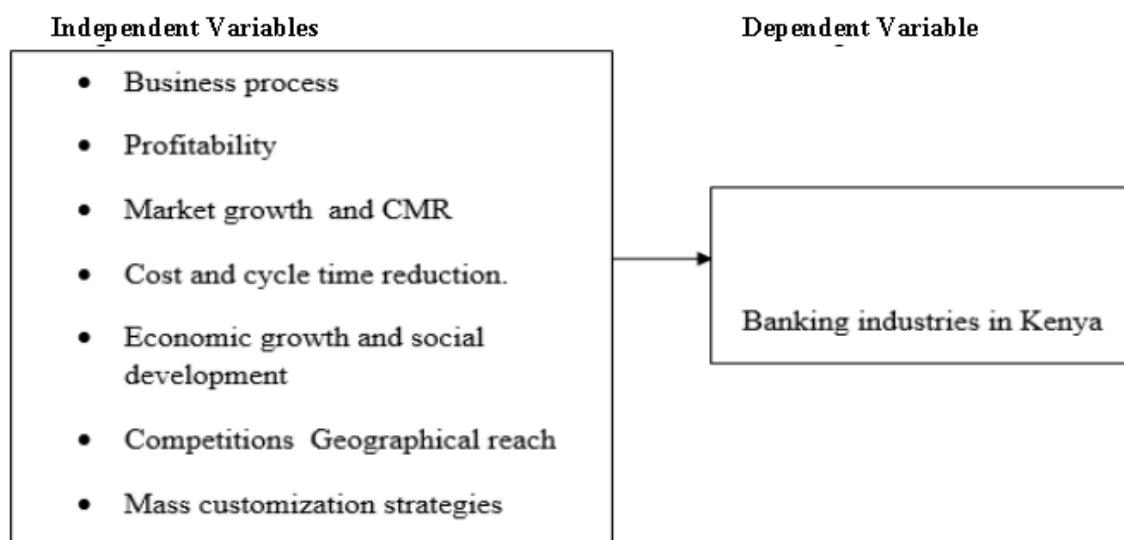 Independent Variables
Dependent Variable
• Business process
• Profitability
• Market growth and CMR
• Cost and cycle time reduction.
• Economic growth and social
development
• Competitions Geographical reach
• Mass customization strategies
Banking industries in Kenya